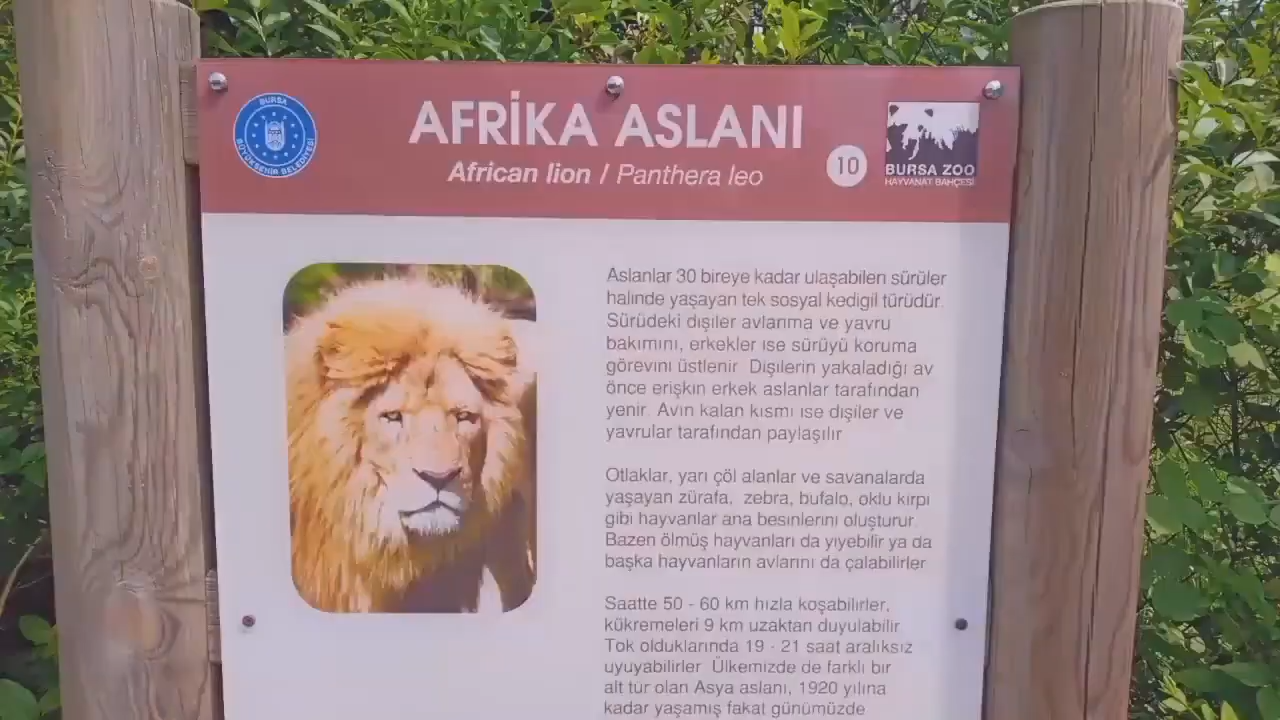 BURSA
BÜYÜKŞEHİR BELEDİYESİ
AFRİKA ASLANI
African lion / Panthera leo
10
BURSA ZOO
HAYVANAT BAHÇESİ
Aslanlar 30 bireye kadar ulaşabilen sürüler
halinde yaşayan tek sosyal kedigil türüdür.
Sürüdeki dişiler avlanma ve yavru
bakımını, erkekler ise sürüyü koruma
görevini üstlenir. Dişilerin yakaladığı av
önce erişkin erkek aslanlar tarafından
yenir. Avın kalan kısmı ise dişiler ve
yavrular tarafından paylaşılır
Otlaklar, yarı çöl alanlar ve savanalarda
yaşayan zürafa, zebra, bufalo, oklu kirpi
gibi hayvanlar ana besinlerini oluşturur.
Bazen ölmüş hayvanları da yiyebilir ya da
başka hayvanların avlarını da çalabilirler
Saatte 50 - 60 km hızla koşabilirler,
kükremeleri 9 km uzaktan duyulabilir.
Tok olduklarında 19 - 21 saat aralıksız
uyuyabilirler. Ülkemizde de farklı bir
alt tür olan Asya aslanı, 1920 yılına
kadar yaşamış fakat günümüzde